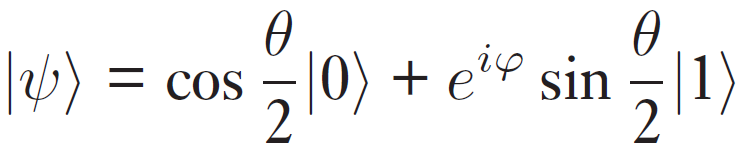 |ψ⟩ = cos θ/2 |0⟩ + e^{iφ} sin θ/2 |1⟩